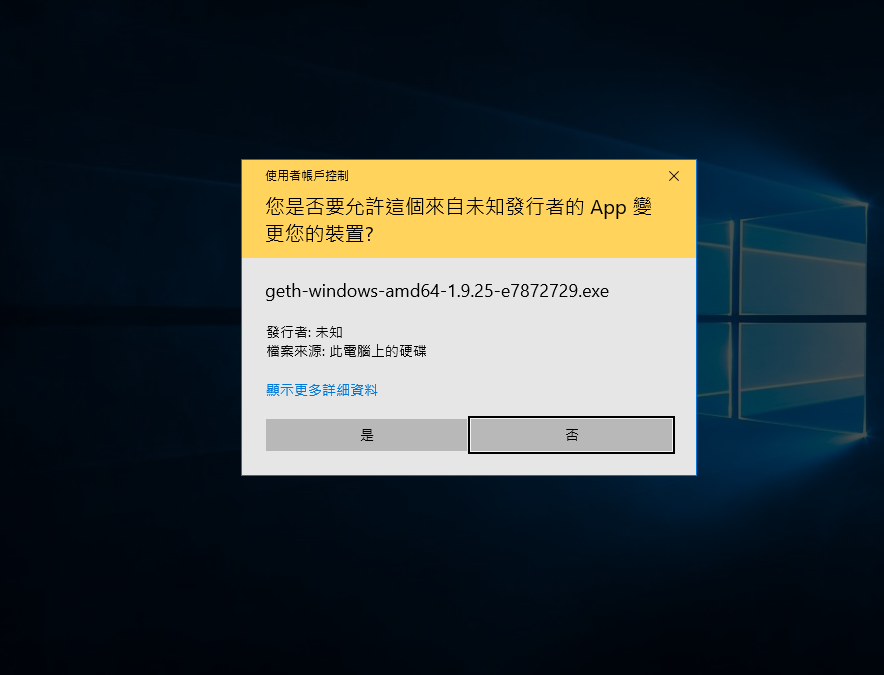 使用者帳戶控制
您是否要允許這個來自未知發行者的 App 變
更您的裝置?
geth-windows-amd64-1.9.25-e7872729.exe
發行者: 未知
檔案來源: 此電腦上的硬碟
顯示更多詳細資料
是
否